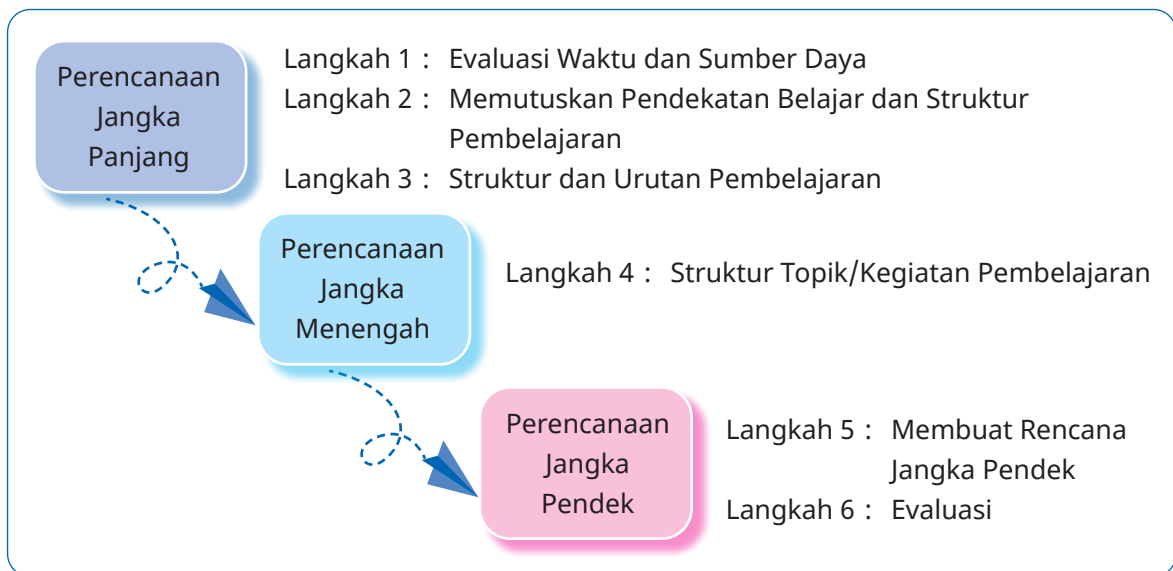 Perencanaan
Jangka
Panjang
Langkah 1 : Evaluasi Waktu dan Sumber Daya
Langkah 2 : Memutuskan Pendekatan Belajar dan Struktur
Pembelajaran
Langkah 3 : Struktur dan Urutan Pembelajaran
Perencanaan
Jangka
Menengah
Langkah 4 : Struktur Topik/Kegiatan Pembelajaran
Perencanaan
Jangka
Pendek
Langkah 5 : Membuat Rencana
Jangka Pendek
Langkah 6 : Evaluasi